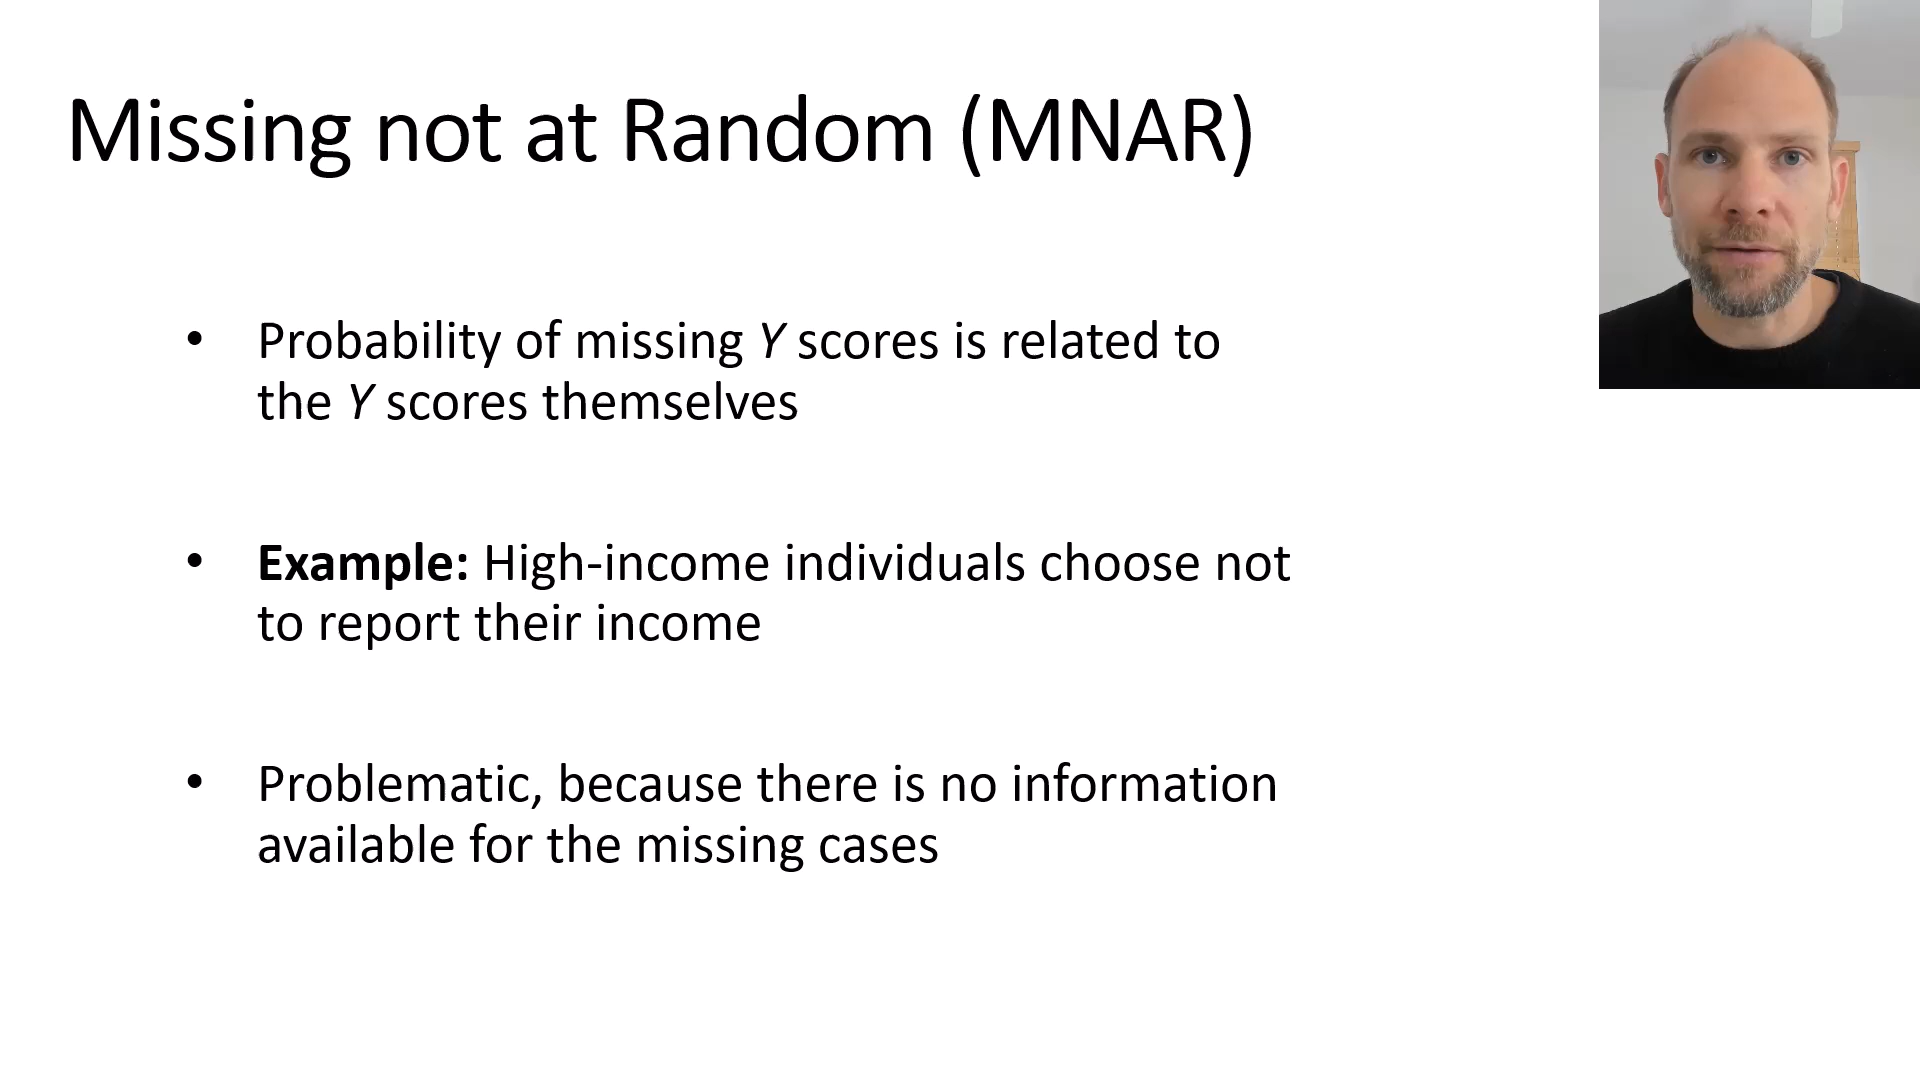 Missing not at Random (MNAR)
• Probability of missing Y scores is related to
the Y scores themselves
• Example: High-income individuals choose not
to report their income
• Problematic, because there is no information
available for the missing cases